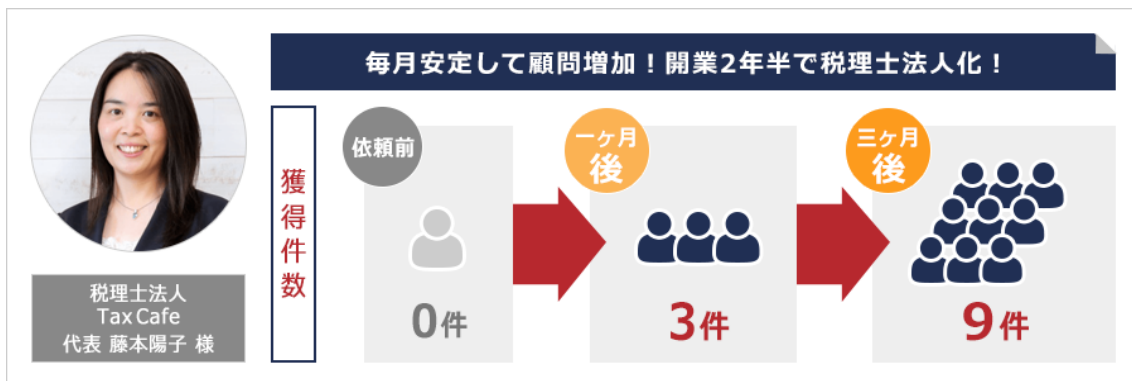 毎月安定して顧問増加！開業2年半で税理士法人化！
税理士法人
Tax Cafe
代表 藤本陽子 様
獲得件数
依頼前
0件
一ヶ月
後
3件
三ヶ月
後
9件